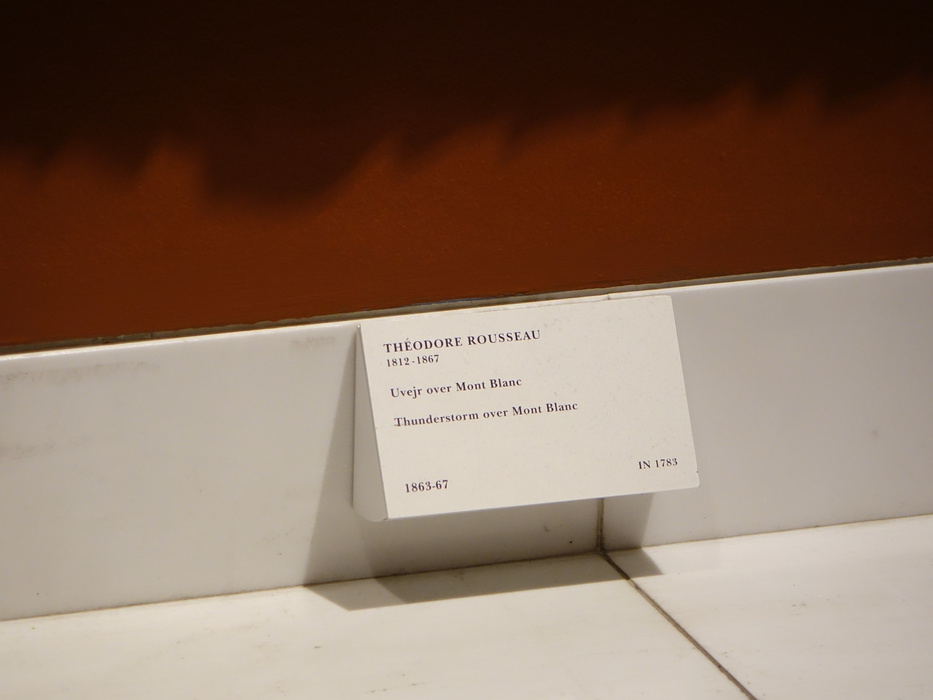 THÉODORE ROUSSEAU
1812-1867
Uvejr over Mont Blanc
Thunderstorm over Mont Blanc
IN 1783
1863-67